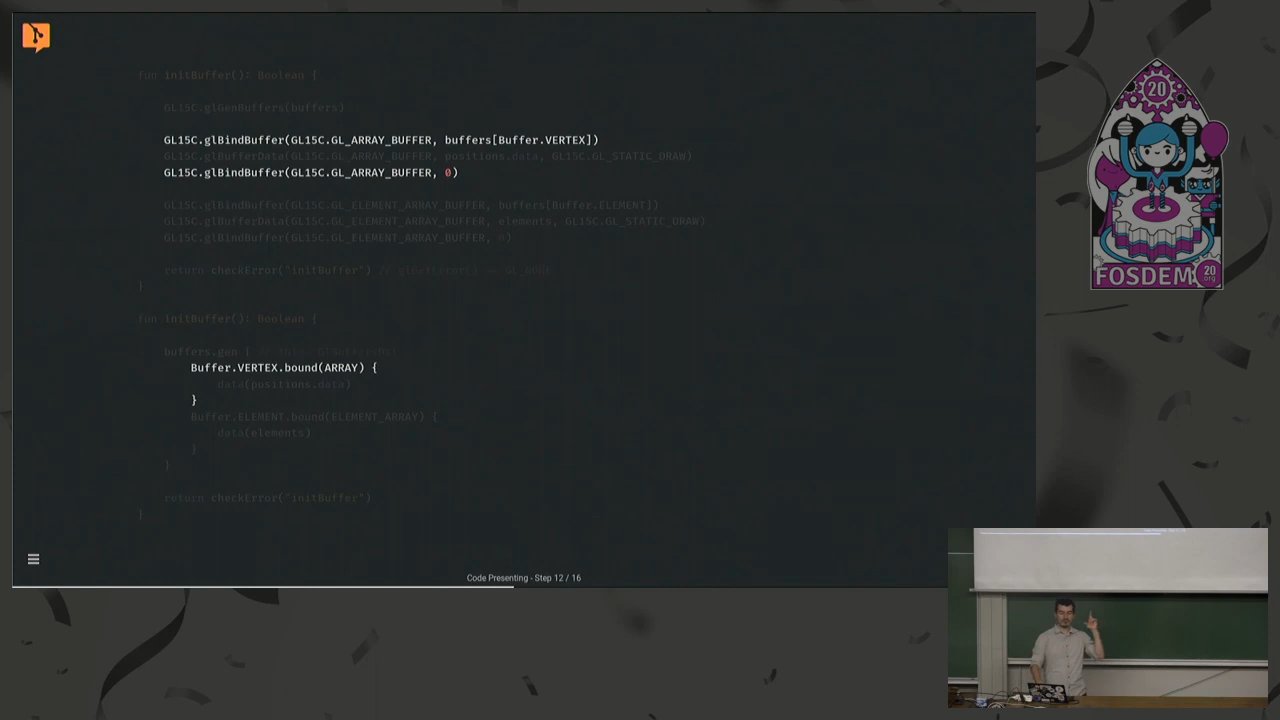 fun initBuffer(): Boolean {
GL15C.glGenBuffers(buffers)
GL15C.glBindBuffer(GL15C.GL_ARRAY_BUFFER, buffers[Buffer.VERTEX])
GL15C.glBufferData(GL15C.GL_ARRAY_BUFFER, positions.data, GL15C.GL_STATIC_DRAW)
GL15C.glBindBuffer(GL15C.GL_ARRAY_BUFFER, 0)
GL15C.glBindBuffer(GL15C.GL_ELEMENT_ARRAY_BUFFER, buffers[Buffer.ELEMENT])
GL15C.glBufferData(GL15C.GL_ELEMENT_ARRAY_BUFFER, elements, GL15C.GL_STATIC_DRAW)
GL15C.glBindBuffer(GL15C.GL_ELEMENT_ARRAY_BUFFER, 0)
return checkError("initBuffer") //
}
fun initBuffer(): Boolean {
buffers.gen {
Buffer.VERTEX.bound(ARRAY) {
data(positions.data)
}
Buffer.ELEMENT.bound(ELEMENT_ARRAY) {
data(elements)
}
}
return checkError("initBuffer")
}
Code Presenting - Step 12 / 16
20
FOSDEM
20
.org